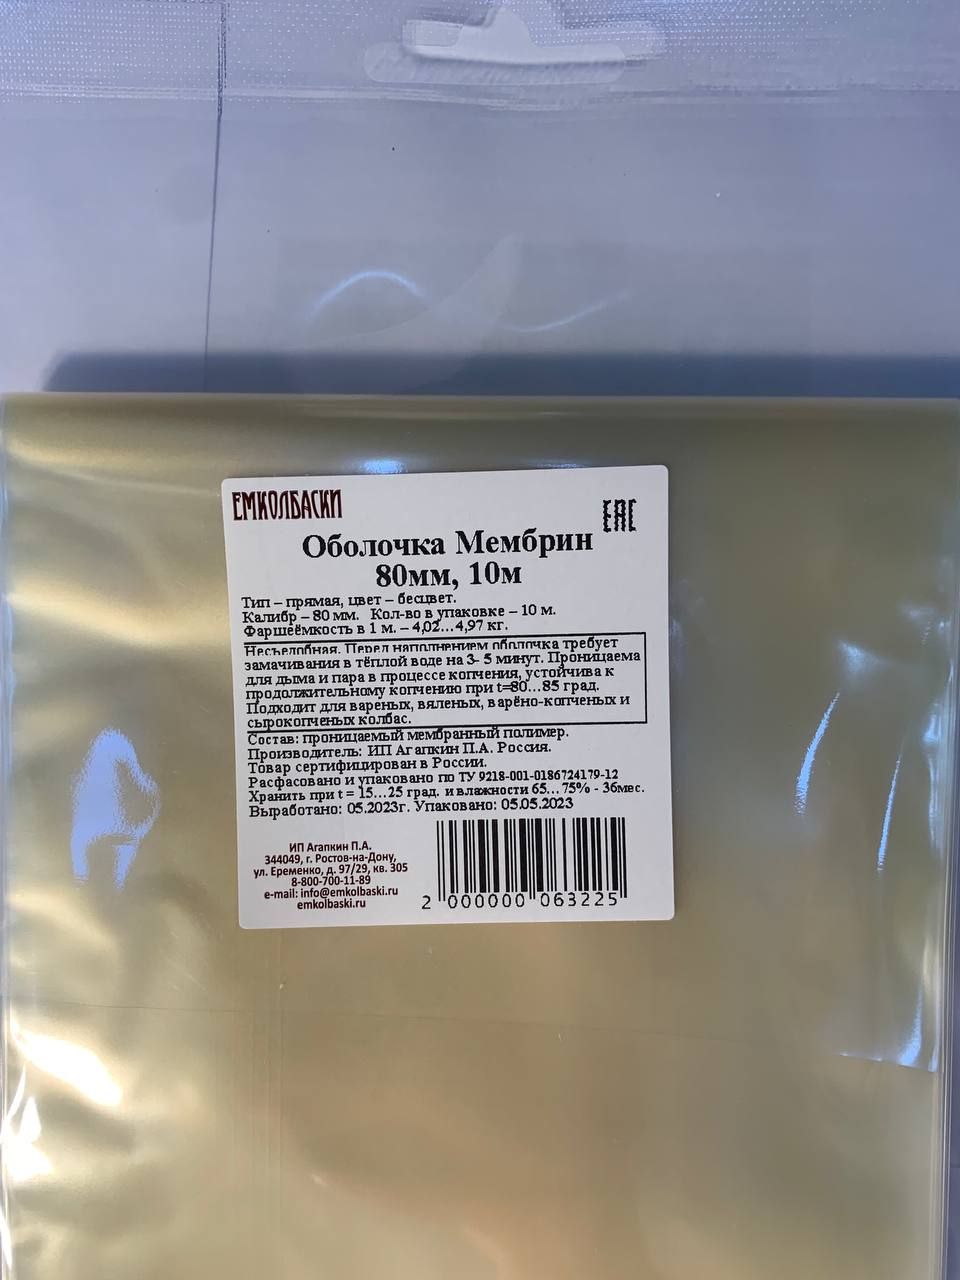 ЕМКОЛБАСКИ
ЕАС
Оболочка Мембрин
80мм, 10м
Тип – прямая, цвет – бесцвет.
Калибр – 80 мм. Кол-во в упаковке – 10 м.
Фаршеёмкость в 1 м. – 4,02...4,97 кг.
Несъедобная. Перед наполнением оболочка требует
замачивания в тёплой воде на 3- 5 минут. Проницаема
для дыма и пара в процессе копчения, устойчива к
продолжительному копчению при t=80...85 град.
Подходит для вареных, вяленых, варёно-копченых и
сырокопченых колбас.
Состав: проницаемый мембранный полимер.
Производитель: ИП Агапкин П.А. Россия.
Товар сертифицирован в России.
Расфасовано и упаковано по ТУ 9218-001-0186724179-12
Хранить при t = 15...25 град. и влажности 65...75% - 36мес.
Выработано: 05.2023г. Упаковано: 05.05.2023
ИП Агапкин П.А.
344049, г. Ростов-на-Дону,
ул. Еременко, д. 97/29, кв. 305
8-800-700-11-89
e-mail: info@emkolbaski.ru
emkolbaski.ru
2 000000 063225